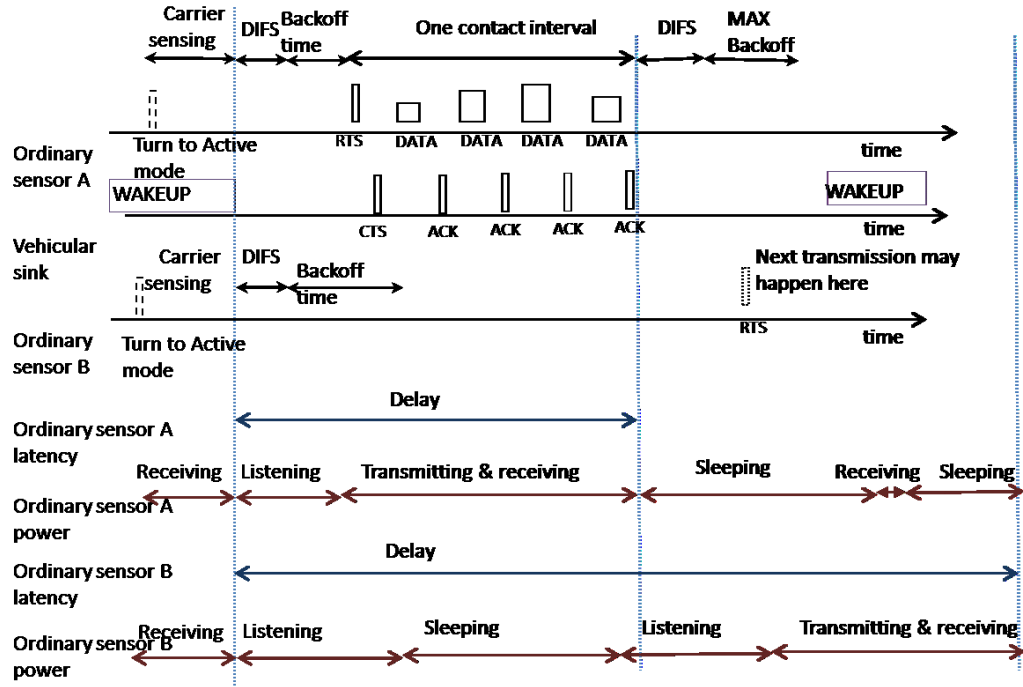 Carrier
sensing
DIFS
Backoff
time
One contact interval
DIFS
MAX
Backoff
Turn to Active
mode
RTS
DATA
DATA
DATA
DATA
time
Ordinary
sensor A
WAKEUP
WAKEUP
CTS
ACK
ACK
ACK
ACK
time
Vehicular
sink
Carrier
sensing
DIFS
Backoff
time
Next transmission may
happen here
RTS
time
Ordinary
sensor B
Turn to Active
mode
Delay
Ordinary sensor A
latency
Receiving
Listening
Transmitting & receiving
Sleeping
Receiving
Sleeping
Ordinary sensor A
power
Delay
Ordinary sensor B
latency
Receiving
Listening
Sleeping
Listening
Transmitting & receiving
Ordinary sensor B
power